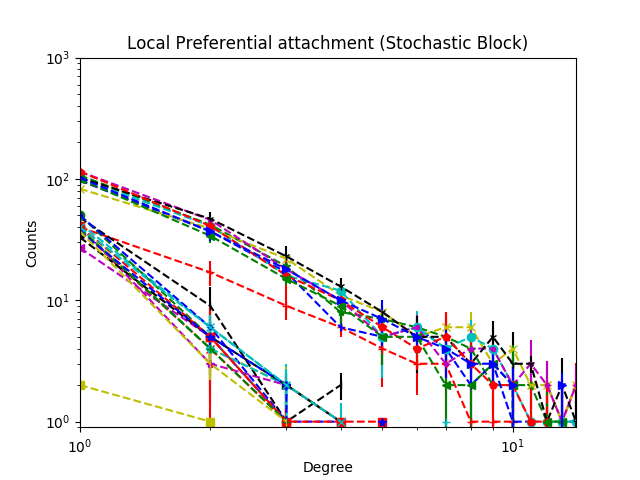 Local Preferential attachment (Stochastic Block)
10³
10²
10¹
10⁰
Counts
10⁰
10¹
Degree